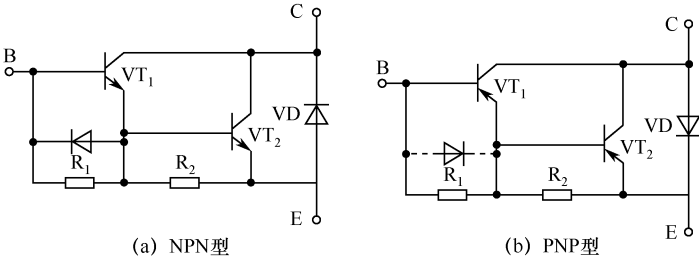 C
B
VT₁
VD
VT₂
R₁
R₂
E
(a) NPN型
C
B
VT₁
VD
VT₂
R₁
R₂
E
(b) PNP型